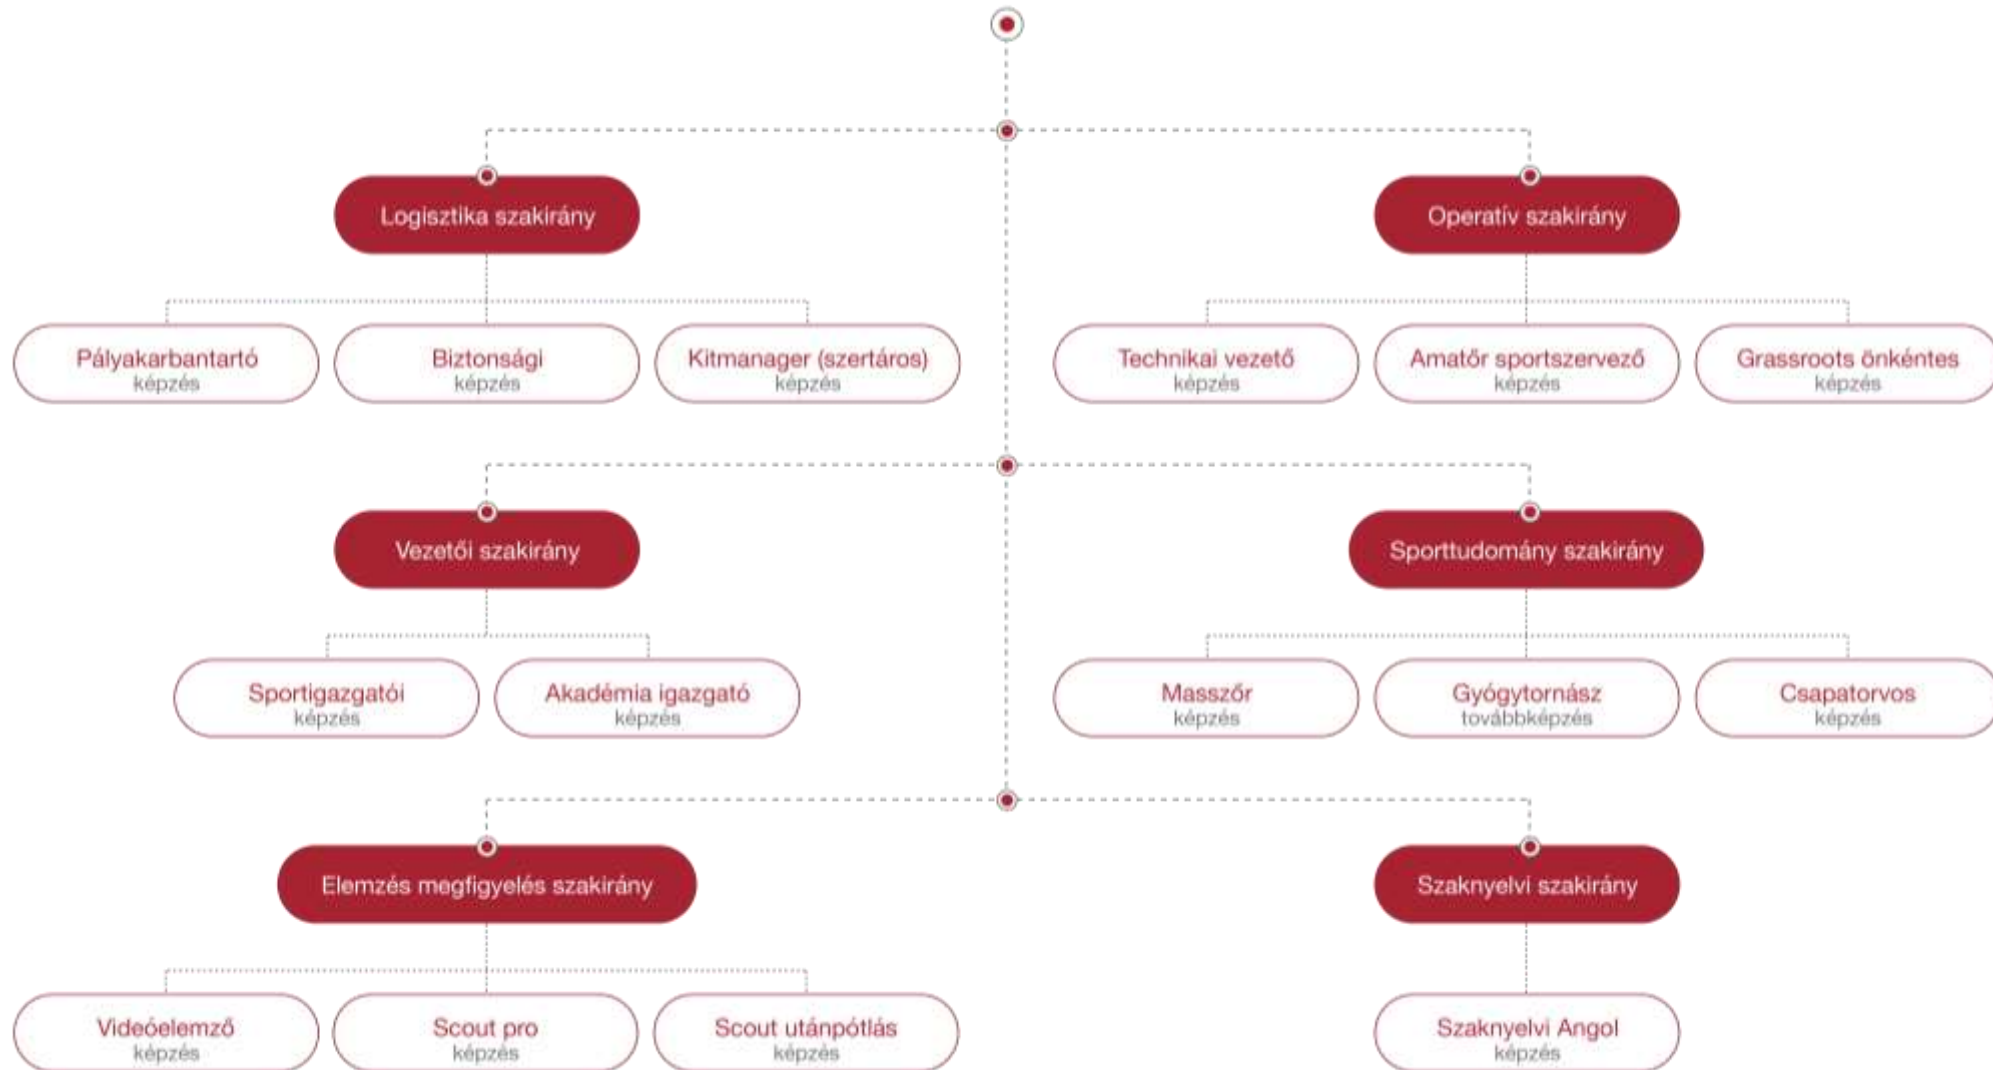 Logisztika szakirány
Operatív szakirány
Pályakarbantartó
képzés
Biztonsági
képzés
Kitmanager (szertáros)
képzés
Technikai vezető
képzés
Amatőr sportszervező
képzés
Grassroots önkéntes
képzés
Vezetői szakirány
Sporttudomány szakirány
Sportigazgatói
képzés
Akadémia igazgató
képzés
Masszőr
képzés
Gyógytornász
továbbképzés
Csapatorvos
képzés
Elemzés megfigyelés szakirány
Szaknyelvi szakirány
Videóelemző
képzés
Scout pro
képzés
Scout utánpótlás
képzés
Szaknyelvi Angol
képzés